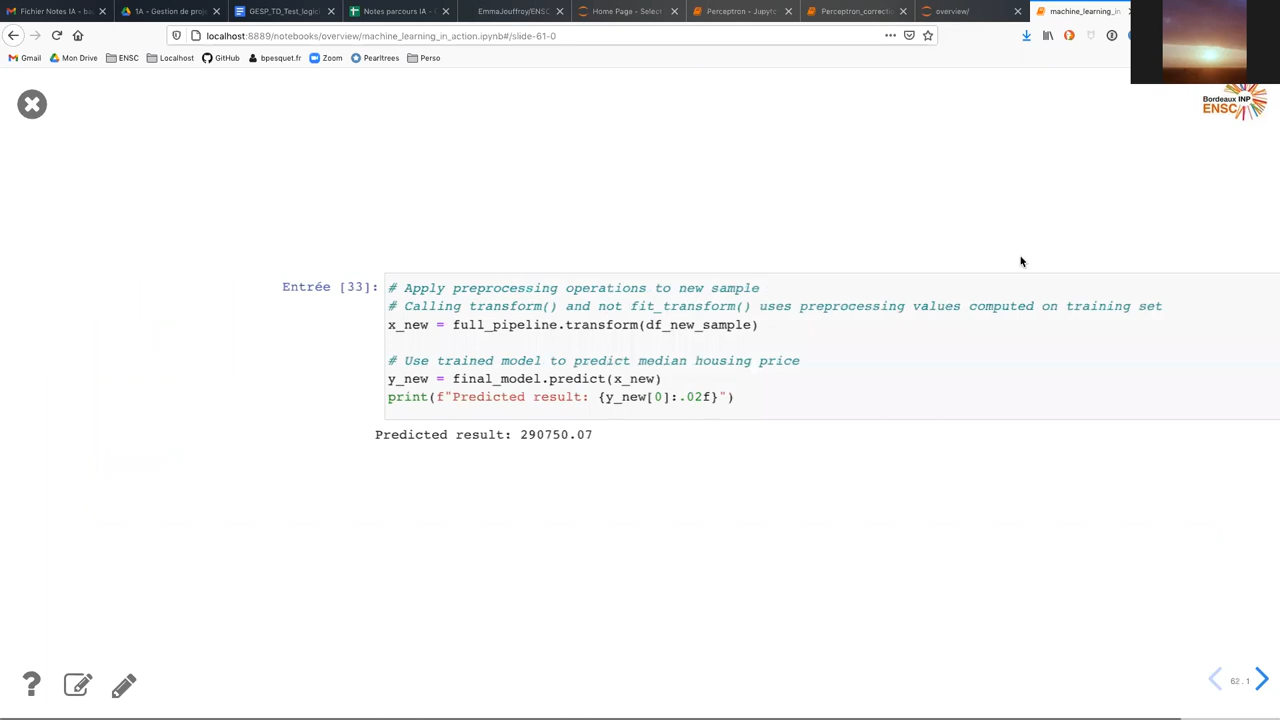 Fichier Notes IA - ba
1A - Gestion de proje
GESP_TD_Test_logici
Notes parcours IA - G
EmmaJouffroy/ENSC
Home Page - Select
Perceptron - Jupyte
Perceptron_correcti
overview/
machine_learning_in
localhost:8889/notebooks/overview/machine_learning_in_action.ipynb#/slide-61-0
Gmail Mon Drive ENSC Localhost GitHub bpesquet.fr Zoom Pearltrees Perso
Bordeaux INP
ENSC
Entrée [33]:
# Apply preprocessing operations to new sample
# Calling transform() and not fit_transform() uses preprocessing values computed on training set
x_new = full_pipeline.transform(df_new_sample)
# Use trained model to predict median housing price
y_new = final_model.predict(x_new)
print(f"Predicted result: {y_new[0]:.02f}")
Predicted result: 290750.07
?
62.1